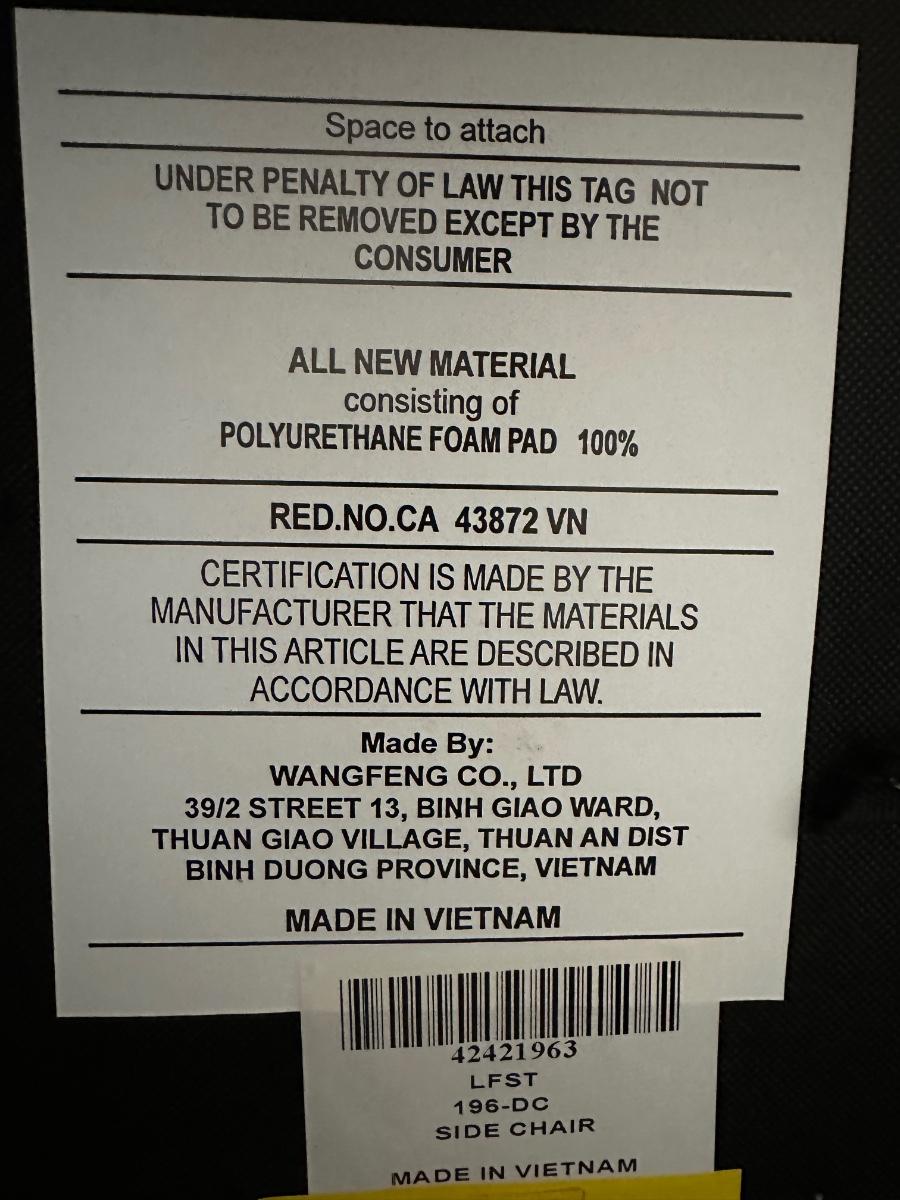 Space to attach
UNDER PENALTY OF LAW THIS TAG NOT
TO BE REMOVED EXCEPT BY THE
CONSUMER
ALL NEW MATERIAL
consisting of
POLYURETHANE FOAM PAD 100%
RED.NO.CA 43872 VN
CERTIFICATION IS MADE BY THE
MANUFACTURER THAT THE MATERIALS
IN THIS ARTICLE ARE DESCRIBED IN
ACCORDANCE WITH LAW.
Made By:
WANGFENG CO., LTD
39/2 STREET 13, BINH GIAO WARD,
THUAN GIAO VILLAGE, THUAN AN DIST
BINH DUONG PROVINCE, VIETNAM
MADE IN VIETNAM
42421963
LFST
196-DC
SIDE CHAIR
MADE IN VIETNAM